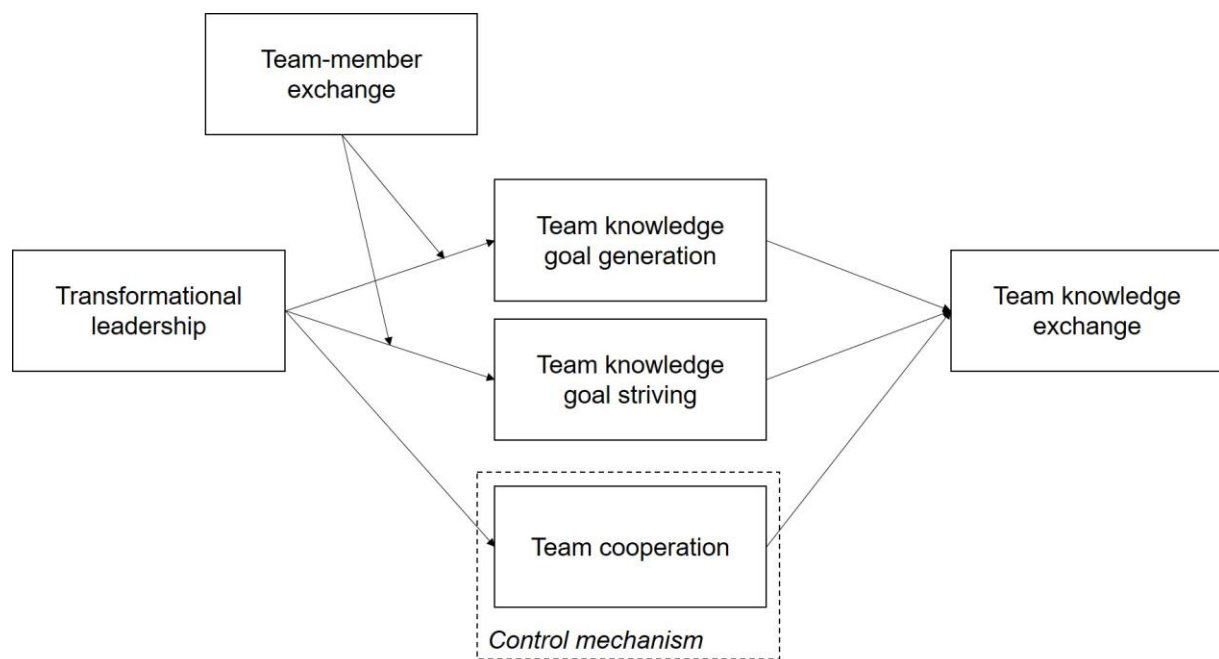 Team-member
exchange
Team knowledge
goal generation
Transformational
leadership
Team knowledge
exchange
Team knowledge
goal striving
Team cooperation
Control mechanism